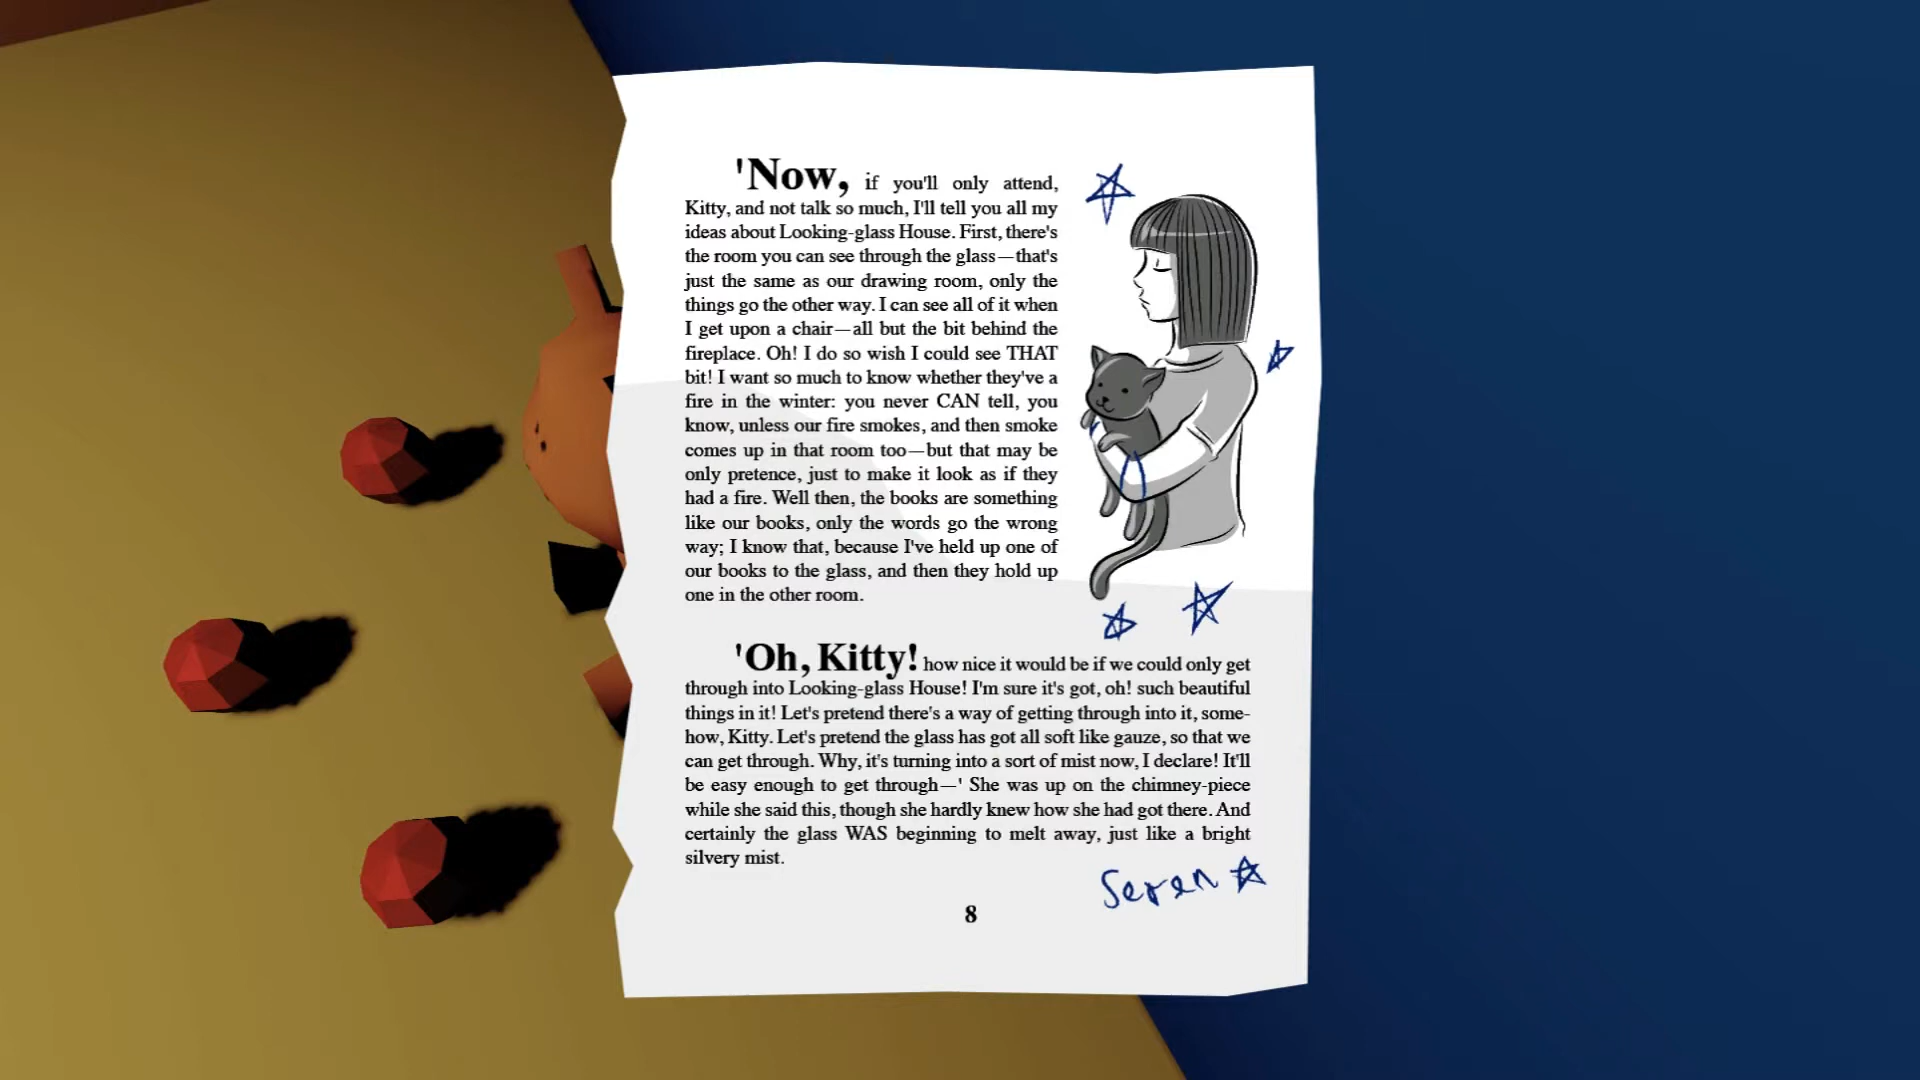 'Now, if you'll only attend,
Kitty, and not talk so much, I'll tell you all my
ideas about Looking-glass House. First, there's
the room you can see through the glass—that's
just the same as our drawing room, only the
things go the other way. I can see all of it when
I get upon a chair—all but the bit behind the
fireplace. Oh! I do so wish I could see THAT
bit! I want so much to know whether they've a
fire in the winter: you never CAN tell, you
know, unless our fire smokes, and then smoke
comes up in that room too—but that may be
only pretence, just to make it look as if they
had a fire. Well then, the books are something
like our books, only the words go the wrong
way; I know that, because I've held up one of
our books to the glass, and then they hold up
one in the other room.
'Oh, Kitty! how nice it would be if we could only get
through into Looking-glass House! I'm sure it's got, oh! such beautiful
things in it! Let's pretend there's a way of getting through into it, some-
how, Kitty. Let's pretend the glass has got all soft like gauze, so that we
can get through. Why, it's turning into a sort of mist now, I declare! It'll
be easy enough to get through—' She was up on the chimney-piece
while she said this, though she hardly knew how she had got there. And
certainly the glass WAS beginning to melt away, just like a bright
silvery mist.
Seren
8